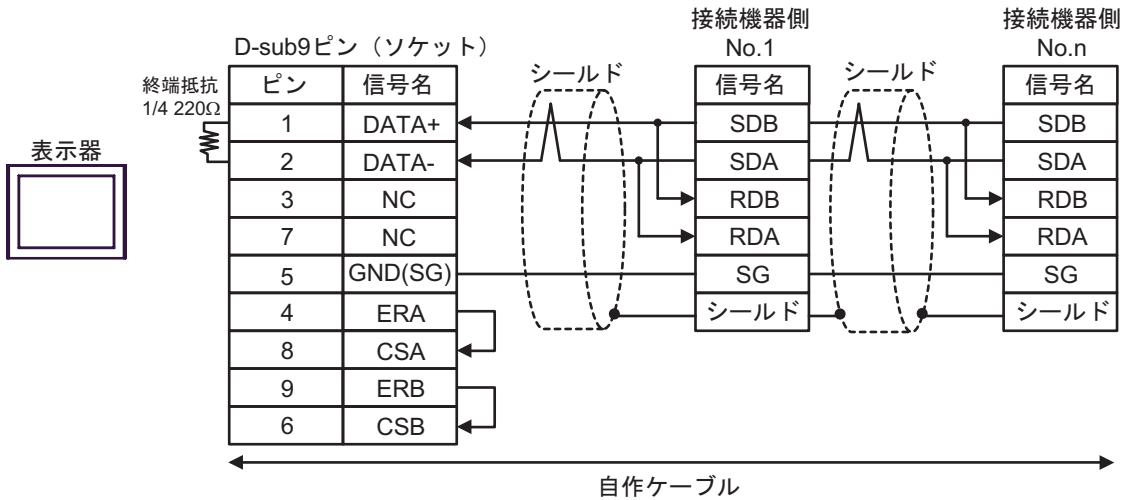 接続機器側
No.1
接続機器側
No.n
D-sub9ピン（ソケット）
シールド
シールド
終端抵抗
1/4 220Ω
表示器
ピン 信号名
1 DATA+
2 DATA-
3 NC
7 NC
5 GND(SG)
4 ERA
8 CSA
9 ERB
6 CSB
信号名
SDB
SDA
RDB
RDA
SG
シールド
信号名
SDB
SDA
RDB
RDA
SG
シールド
自作ケーブル